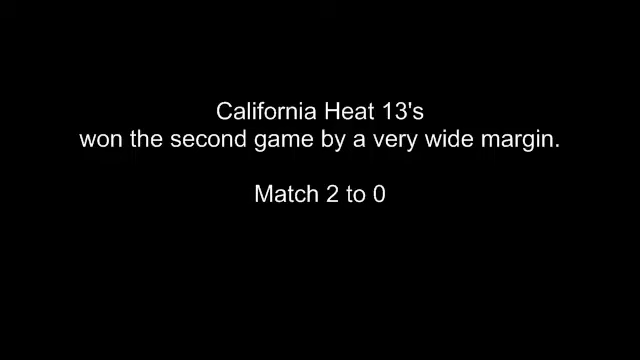 California Heat 13's
won the second game by a very wide margin.
Match 2 to 0